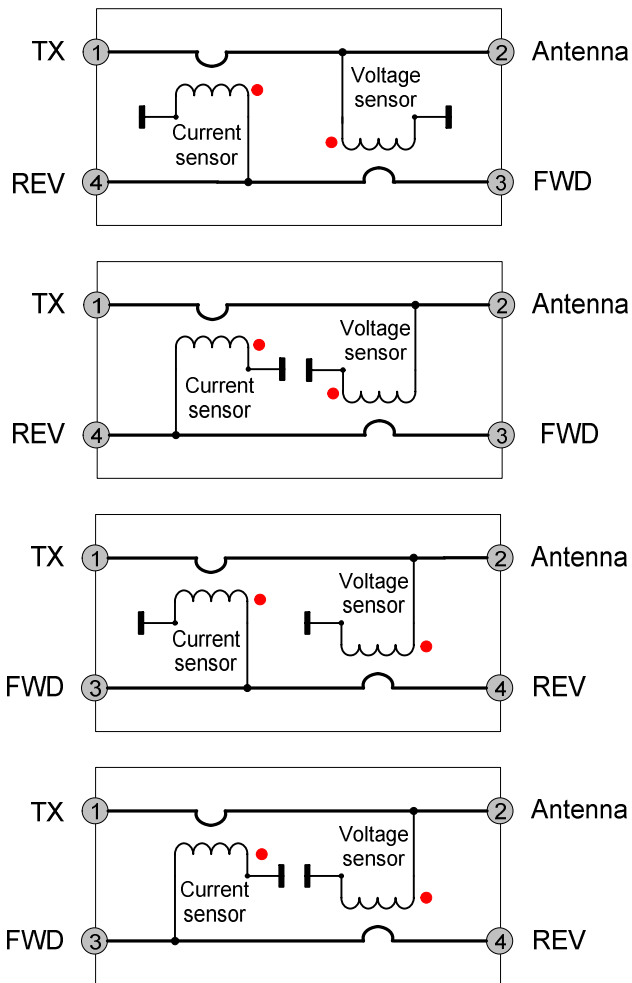 TX 1 2 Antenna
Voltage
sensor
Current
sensor
REV 4 3 FWD
TX 1 2 Antenna
Voltage
sensor
Current
sensor
REV 4 3 FWD
TX 1 2 Antenna
Voltage
sensor
Current
sensor
FWD 3 4 REV
TX 1 2 Antenna
Voltage
sensor
Current
sensor
FWD 3 4 REV